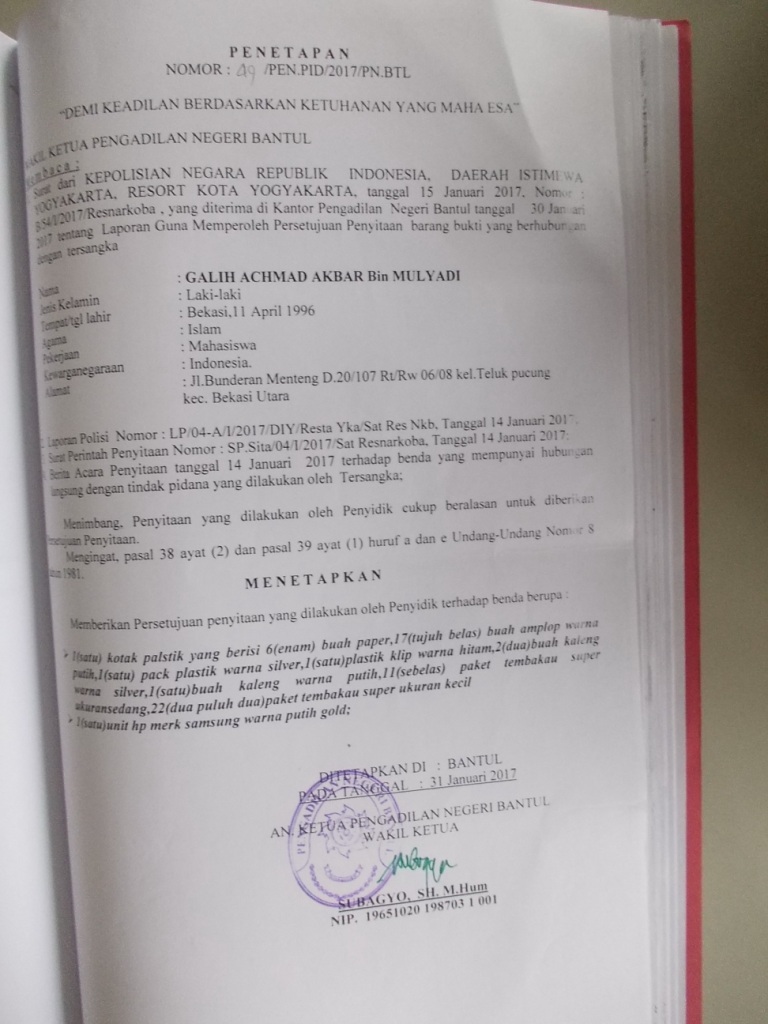 PENETAPAN
NOMOR : 49 /PEN.PID/2017/PN.BTL
“DEMI KEADILAN BERDASARKAN KETUHANAN YANG MAHA ESA”
WAKIL KETUA PENGADILAN NEGERI BANTUL
Membaca :
Surat dari KEPOLISIAN NEGARA REPUBLIK INDONESIA, DAERAH ISTIMEWA
YOGYAKARTA, RESORT KOTA YOGYAKARTA, tanggal 15 Januari 2017, Nomor :
B/54/I/2017/Resnarkoba , yang diterima di Kantor Pengadilan Negeri Bantul tanggal 30 Januari
2017 tentang Laporan Guna Memperoleh Persetujuan Penyitaan barang bukti yang berhubungan
dengan tersangka
Nama : GALIH ACHMAD AKBAR Bin MULYADI
Jenis Kelamin : Laki-laki
Tempat/tgl lahir : Bekasi,11 April 1996
Agama : Islam
Pekerjaan : Mahasiswa
Kewarganegaraan : Indonesia.
Alamat : Jl.Bunderan Menteng D.20/107 Rt/Rw 06/08 kel.Teluk pucung
kec. Bekasi Utara
Laporan Polisi Nomor : LP/04-A/I/2017/DIY/Resta Yka/Sat Res Nkb, Tanggal 14 Januari 2017.
Surat Perintah Penyitaan Nomor : SP.Sita/04/I/2017/Sat Resnarkoba, Tanggal 14 Januari 2017;
Berita Acara Penyitaan tanggal 14 Januari 2017 terhadap benda yang mempunyai hubungan
langsung dengan tindak pidana yang dilakukan oleh Tersangka;
Menimbang, Penyitaan yang dilakukan oleh Penyidik cukup beralasan untuk diberikan
Persetujuan Penyitaan.
Mengingat, pasal 38 ayat (2) dan pasal 39 ayat (1) huruf a dan e Undang-Undang Nomor 8
tahun 1981.
MENETAPKAN
Memberikan Persetujuan penyitaan yang dilakukan oleh Penyidik terhadap benda berupa :
➢ 1(satu) kotak palstik yang berisi 6(enam) buah paper,17(tujuh belas) buah amplop warna
putih,1(satu) pack plastik warna silver,1(satu)plastik klip warna hitam,2(dua)buah kaleng
warna silver,1(satu)buah kaleng warna putih,11(sebelas) paket tembakau super
ukuransedang,22(dua puluh dua)paket tembakau super ukuran kecil
➢ 1(satu)unit hp merk samsung warna putih gold;
DITETAPKAN DI : BANTUL
PADA TANGGAL : 31 Januari 2017
AN. KETUA PENGADILAN NEGERI BANTUL
WAKIL KETUA
PENGADILAN NEGERI
SUBAGYO, SH. M.Hum
NIP. 19651020 198703 1 001